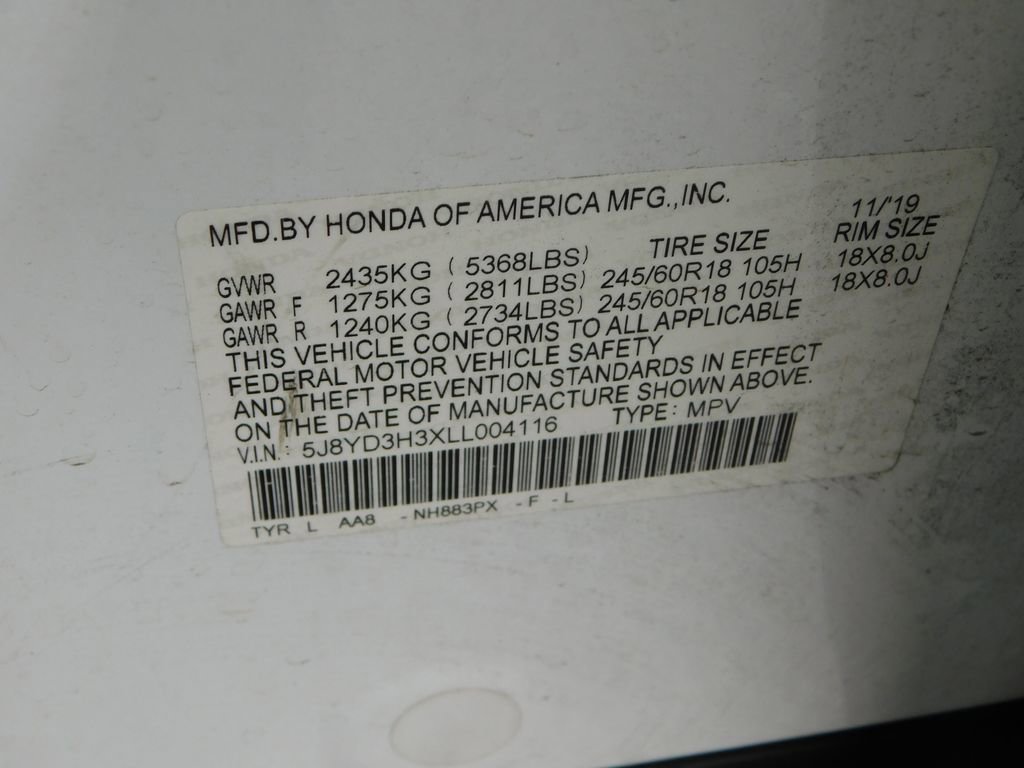 MFD.BY HONDA OF AMERICA MFG.,INC.
11/'19
TIRE SIZE RIM SIZE
GVWR 2435KG ( 5368LBS)
GAWR F 1275KG ( 2811LBS) 245/60R18 105H 18X8.0J
GAWR R 1240KG ( 2734LBS) 245/60R18 105H 18X8.0J
THIS VEHICLE CONFORMS TO ALL APPLICABLE
FEDERAL MOTOR VEHICLE SAFETY
AND THEFT PREVENTION STANDARDS IN EFFECT
ON THE DATE OF MANUFACTURE SHOWN ABOVE.
V.I.N.: 5J8YD3H3XLL004116 TYPE: MPV
TYR L AA8 -NH883PX -F -L